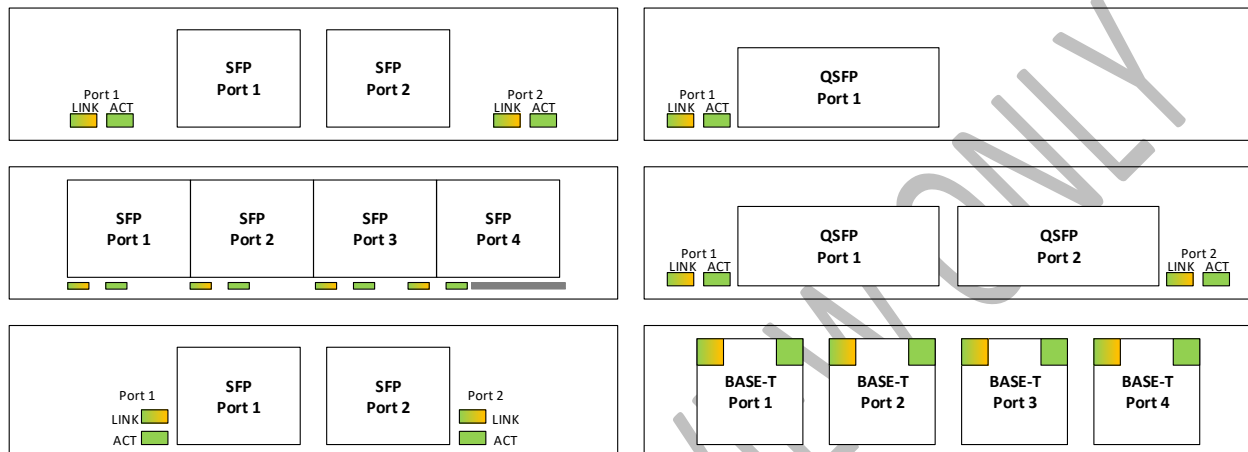 SFP
Port 1
SFP
Port 2
Port 1
LINK ACT
Port 2
LINK ACT
QSFP
Port 1
Port 1
LINK ACT
SFP
Port 1
SFP
Port 2
SFP
Port 3
SFP
Port 4
QSFP
Port 1
QSFP
Port 2
Port 1
LINK ACT
Port 2
LINK ACT
SFP
Port 1
SFP
Port 2
Port 1
LINK
ACT
Port 2
LINK
ACT
BASE-T
Port 1
BASE-T
Port 2
BASE-T
Port 3
BASE-T
Port 4
W ONLY